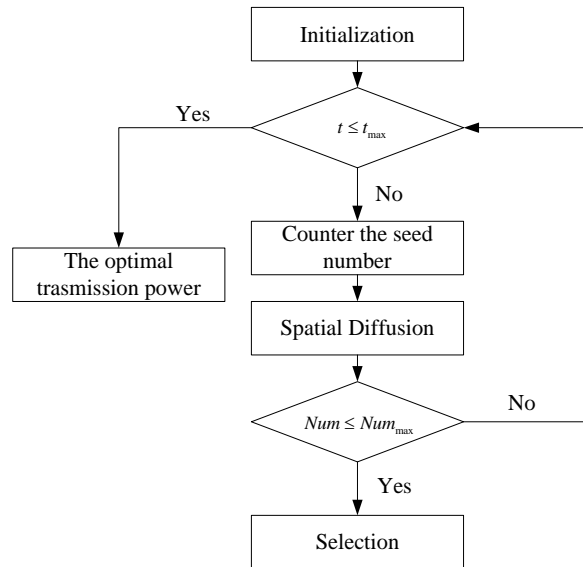 Initialization
Yes
t ≤ t_max
No
Counter the seed
number
The optimal
trasmission power
Spatial Diffusion
Num ≤ Num_max
No
Yes
Selection